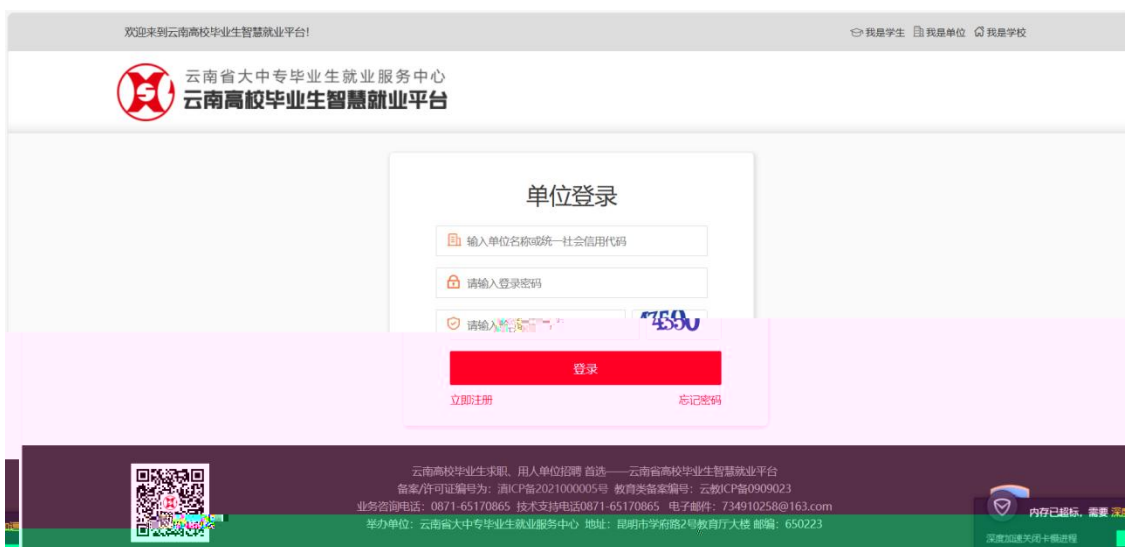 欢迎来到云南高校毕业生智慧就业平台!
我是学生 我是单位 我是学校
云南省大中专毕业生就业服务中心
云南高校毕业生智慧就业平台
单位登录
输入单位名称或统一社会信用代码
请输入登录密码
请输入
登录
立即注册 忘记密码
云南高校毕业生求职、用人单位招聘 首选——云南省高校毕业生智慧就业平台
备案/许可证编号为：滇ICP备2021000005号 教育类备案编号：云教ICP备0909023
业务咨询电话：0871-65170865 技术支持电话0871-65170865 电子邮件：734910258@163.com
举办单位：云南省大中专毕业生就业服务中心 地址：昆明市学府路2号教育厅大楼 邮编：650223
内存已超标，需要 深
深度加速关闭卡慢进程